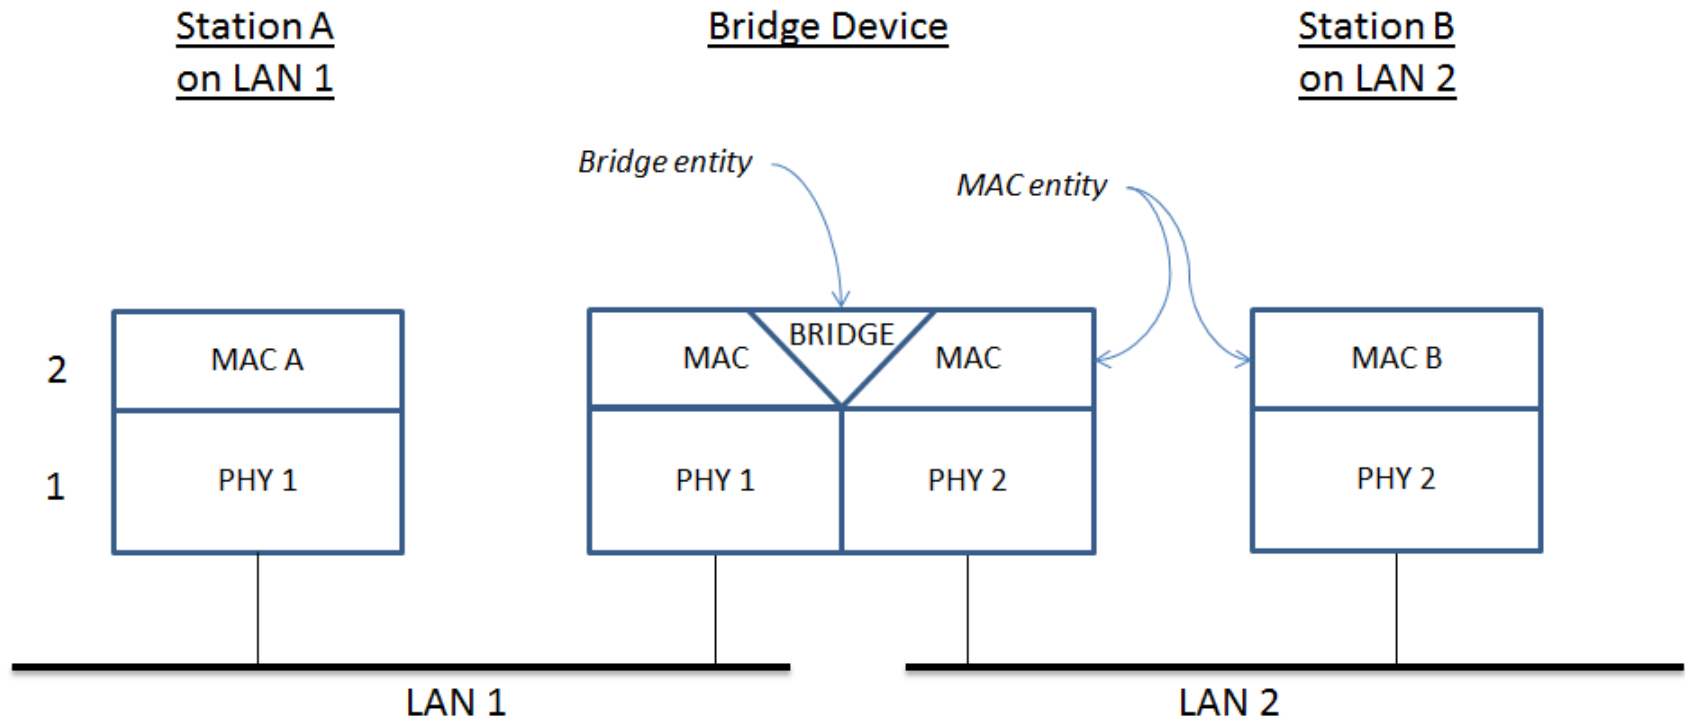 Station A
on LAN 1
Bridge Device
Station B
on LAN 2
Bridge entity
MAC entity
2
MAC A
MAC
BRIDGE
MAC
MAC B
1
PHY 1
PHY 1
PHY 2
PHY 2
LAN 1
LAN 2